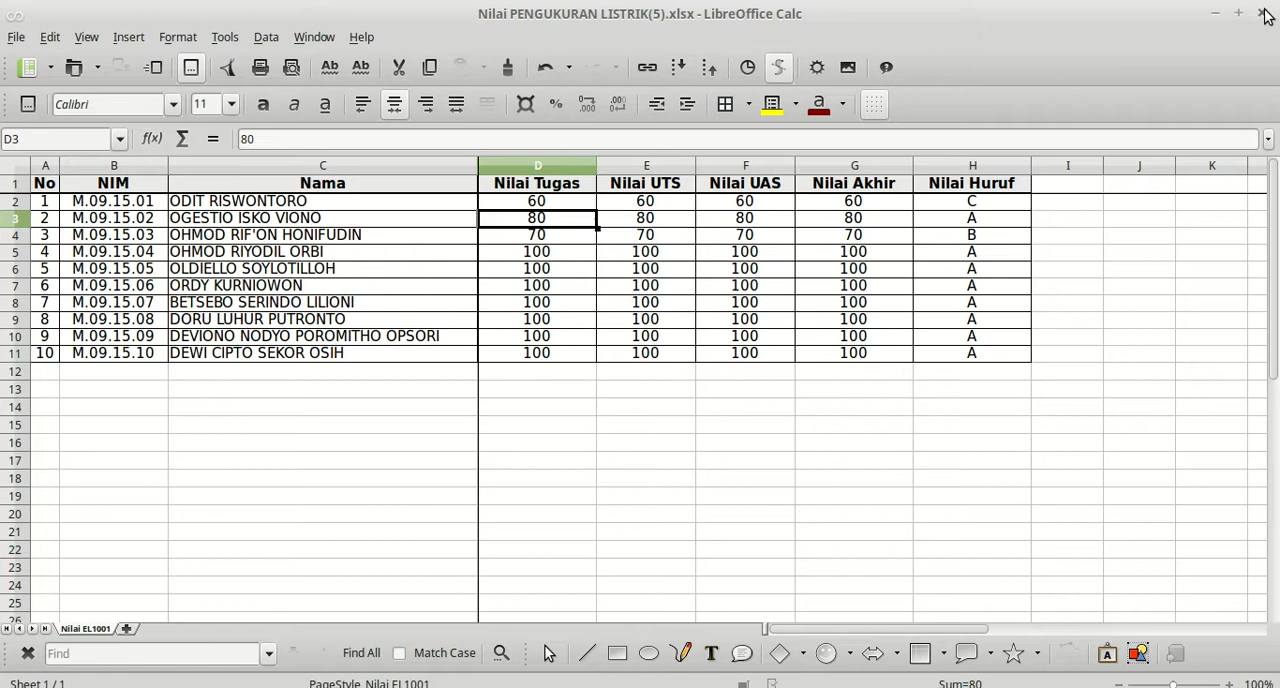 Nilai PENGUKURAN LISTRIK(5).xlsx - LibreOffice Calc
File Edit View Insert Format Tools Data Window Help
Calibri 11
D3 f(x) Σ = 80
A B C D E F G H I J K
1 No NIM Nama Nilai Tugas Nilai UTS Nilai UAS Nilai Akhir Nilai Huruf
2 1 M.09.15.01 ODIT RISWONTORO 60 60 60 60 C
3 2 M.09.15.02 OGESTIO ISKO VIONO 80 80 80 80 A
4 3 M.09.15.03 OHMOD RIF'ON HONIFUDIN 70 70 70 70 B
5 4 M.09.15.04 OHMOD RIYODIL ORBI 100 100 100 100 A
6 5 M.09.15.05 OLDIELLO SOYLOTILLOH 100 100 100 100 A
7 6 M.09.15.06 ORDY KURNIOWON 100 100 100 100 A
8 7 M.09.15.07 BETSEBO SERINDO LILIONI 100 100 100 100 A
9 8 M.09.15.08 DORU LUHUR PUTRONTO 100 100 100 100 A
10 9 M.09.15.09 DEVIONO NODYO POROMITHO OPSORI 100 100 100 100 A
11 10 M.09.15.10 DEWI CIPTO SEKOR OSIH 100 100 100 100 A
12
13
14
15
16
17
18
19
20
21
22
23
24
25
26
Nilai EL1001
Find Find All Match Case
Sheet 1 / 1 PageStyle_Nilai EL1001 Sum=80 100%